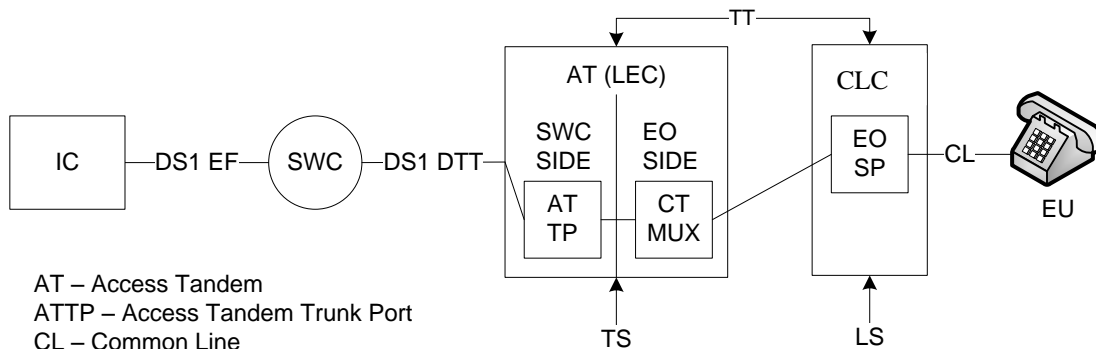 TT
AT (LEC)
CLC
SWC
SIDE
EO
SIDE
IC
DS1 EF
SWC
DS1 DTT
AT
TP
CT
MUX
EO
SP
CL
EU
AT – Access Tandem
ATTP – Access Tandem Trunk Port
CL – Common Line
TS
LS